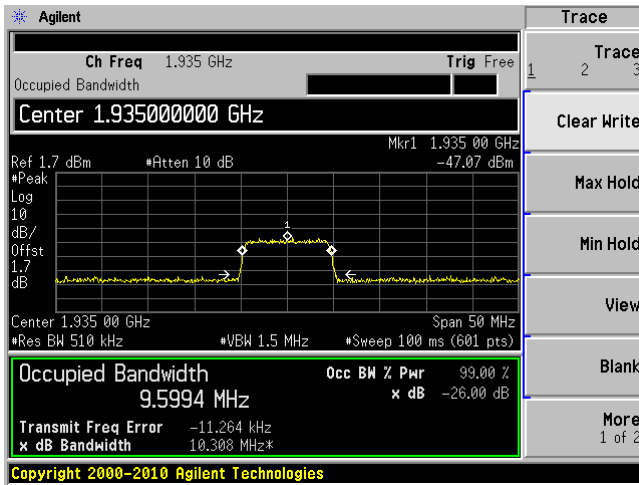 Agilent
Trace
Ch Freq 1.935 GHz Trig Free
Occupied Bandwidth
Center 1.935000000 GHz
Mkr1 1.935 00 GHz
Ref 1.7 dBm #Atten 10 dB -47.07 dBm
#Peak
Log
10
dB/
Offst
1.7
dB
1
Center 1.935 00 GHz Span 50 MHz
#Res BW 510 kHz #VBW 1.5 MHz #Sweep 100 ms (601 pts)
Occupied Bandwidth Occ BW % Pwr 99.00 %
9.5994 MHz x dB -26.00 dB
Transmit Freq Error -11.264 kHz
x dB Bandwidth 10.308 MHz*
Copyright 2000-2010 Agilent Technologies
Trace
1 2 3
Clear Write
Max Hold
Min Hold
View
Blank
More
1 of 2